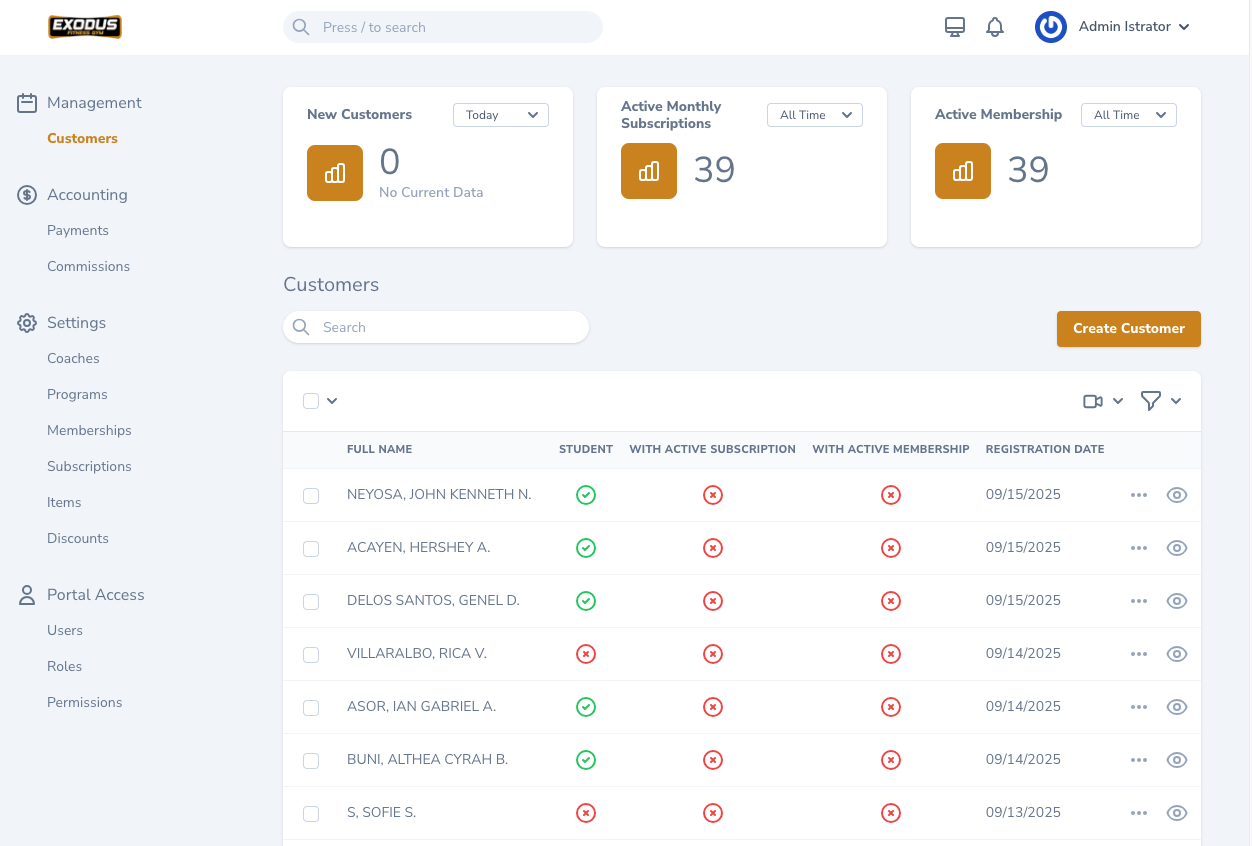 EXODUS
FITNESS GYM
Press / to search
Admin Istrator
Management
Customers
Accounting
Payments
Commissions
Settings
Coaches
Programs
Memberships
Subscriptions
Items
Discounts
Portal Access
Users
Roles
Permissions
New Customers
Today
0
No Current Data
Active Monthly
Subscriptions
All Time
39
Active Membership
All Time
39
Customers
Search
Create Customer
FULL NAME STUDENT WITH ACTIVE SUBSCRIPTION WITH ACTIVE MEMBERSHIP REGISTRATION DATE
NEYOSA, JOHN KENNETH N. 09/15/2025
ACAYEN, HERSHEY A. 09/15/2025
DELOS SANTOS, GENEL D. 09/15/2025
VILLARALBO, RICA V. 09/14/2025
ASOR, IAN GABRIEL A. 09/14/2025
BUNI, ALTHEA CYRAH B. 09/14/2025
S, SOFIE S. 09/13/2025